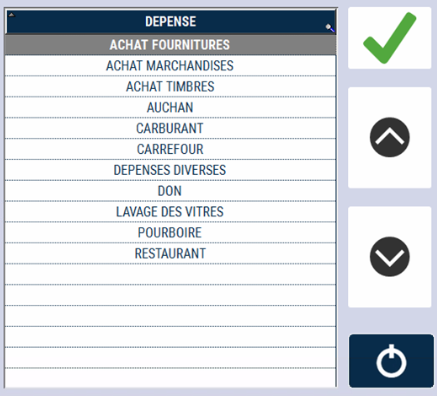 DEPENSE
ACHAT FOURNITURES
ACHAT MARCHANDISES
ACHAT TIMBRES
AUCHAN
CARBURANT
CARREFOUR
DEPENSES DIVERSES
DON
LAVAGE DES VITRES
POURBOIRE
RESTAURANT